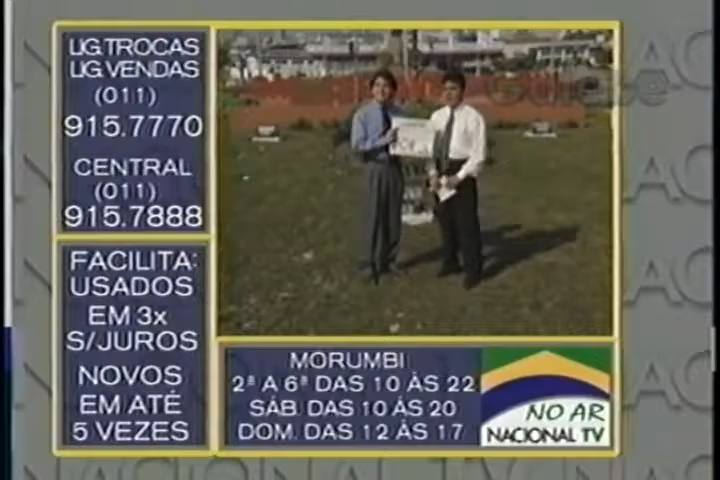 LIG.TROCAS
LIG.VENDAS
(011)
915.7770
CENTRAL
(011)
915.7888
FACILITA:
USADOS
EM 3x
S/JUROS
NOVOS
EM ATÉ
5 VEZES
MORUMBI
2ª A 6ª DAS 10 ÀS 22
SÁB. DAS 10 ÀS 20
DOM. DAS 12 ÀS 17
NO AR
NACIONAL TV
NACIONAL TV